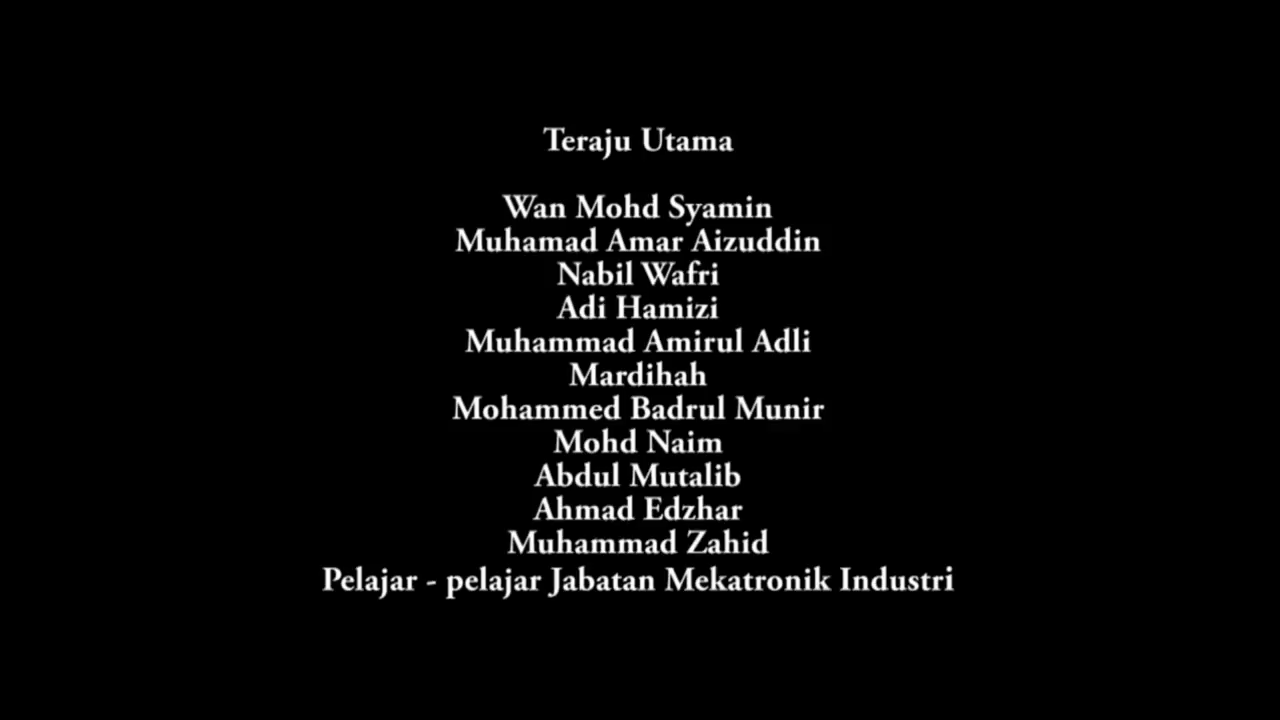 Teraju Utama
Wan Mohd Syamin
Muhamad Amar Aizuddin
Nabil Wafri
Adi Hamizi
Muhammad Amirul Adli
Mardihah
Mohammed Badrul Munir
Mohd Naim
Abdul Mutalib
Ahmad Edzhar
Muhammad Zahid
Pelajar - pelajar Jabatan Mekatronik Industri